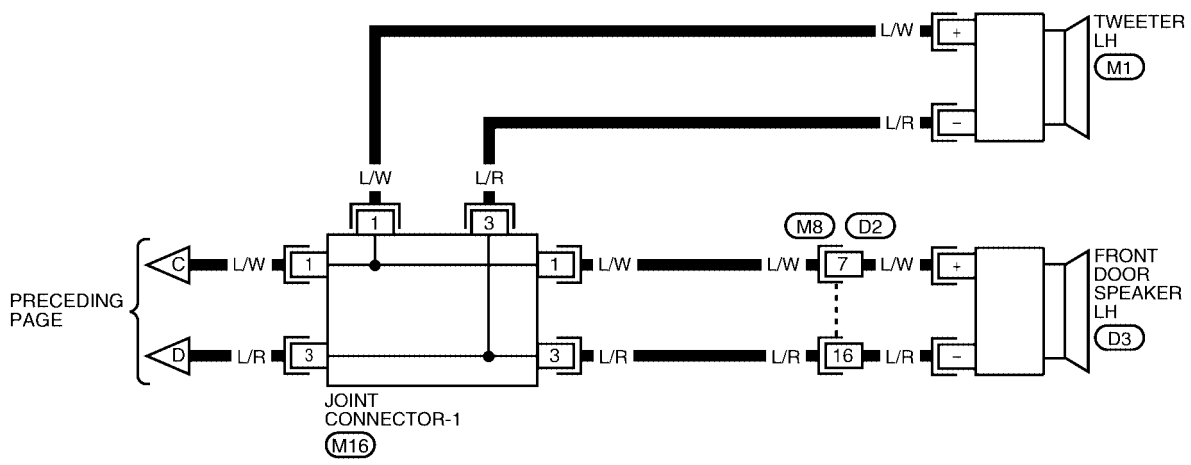 L/W
+
TWEETER
LH
M1
L/R
−
L/W
L/R
1
3
M8
D2
C
L/W
1
1
L/W
L/W
7
L/W
+
FRONT
DOOR
SPEAKER
LH
D3
PRECEDING
PAGE
D
L/R
3
3
L/R
L/R
16
L/R
−
JOINT
CONNECTOR-1
M16